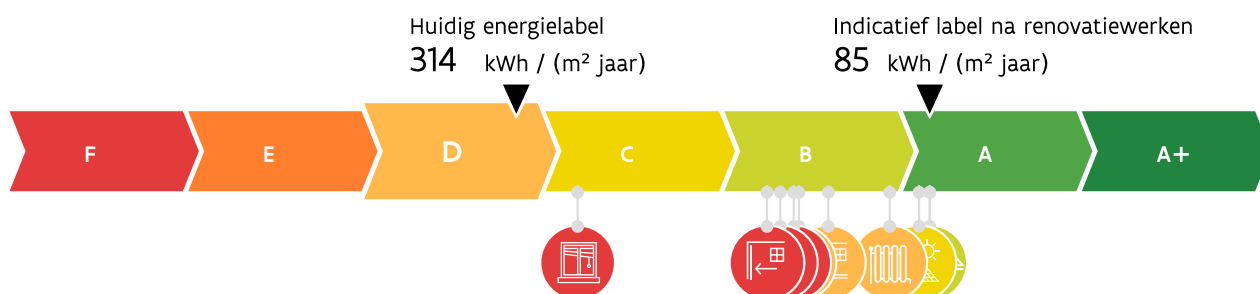 Huidig energielabel
314 kWh / (m² jaar)
Indicatief label na renovatiewerken
85 kWh / (m² jaar)
F E D C B A A+